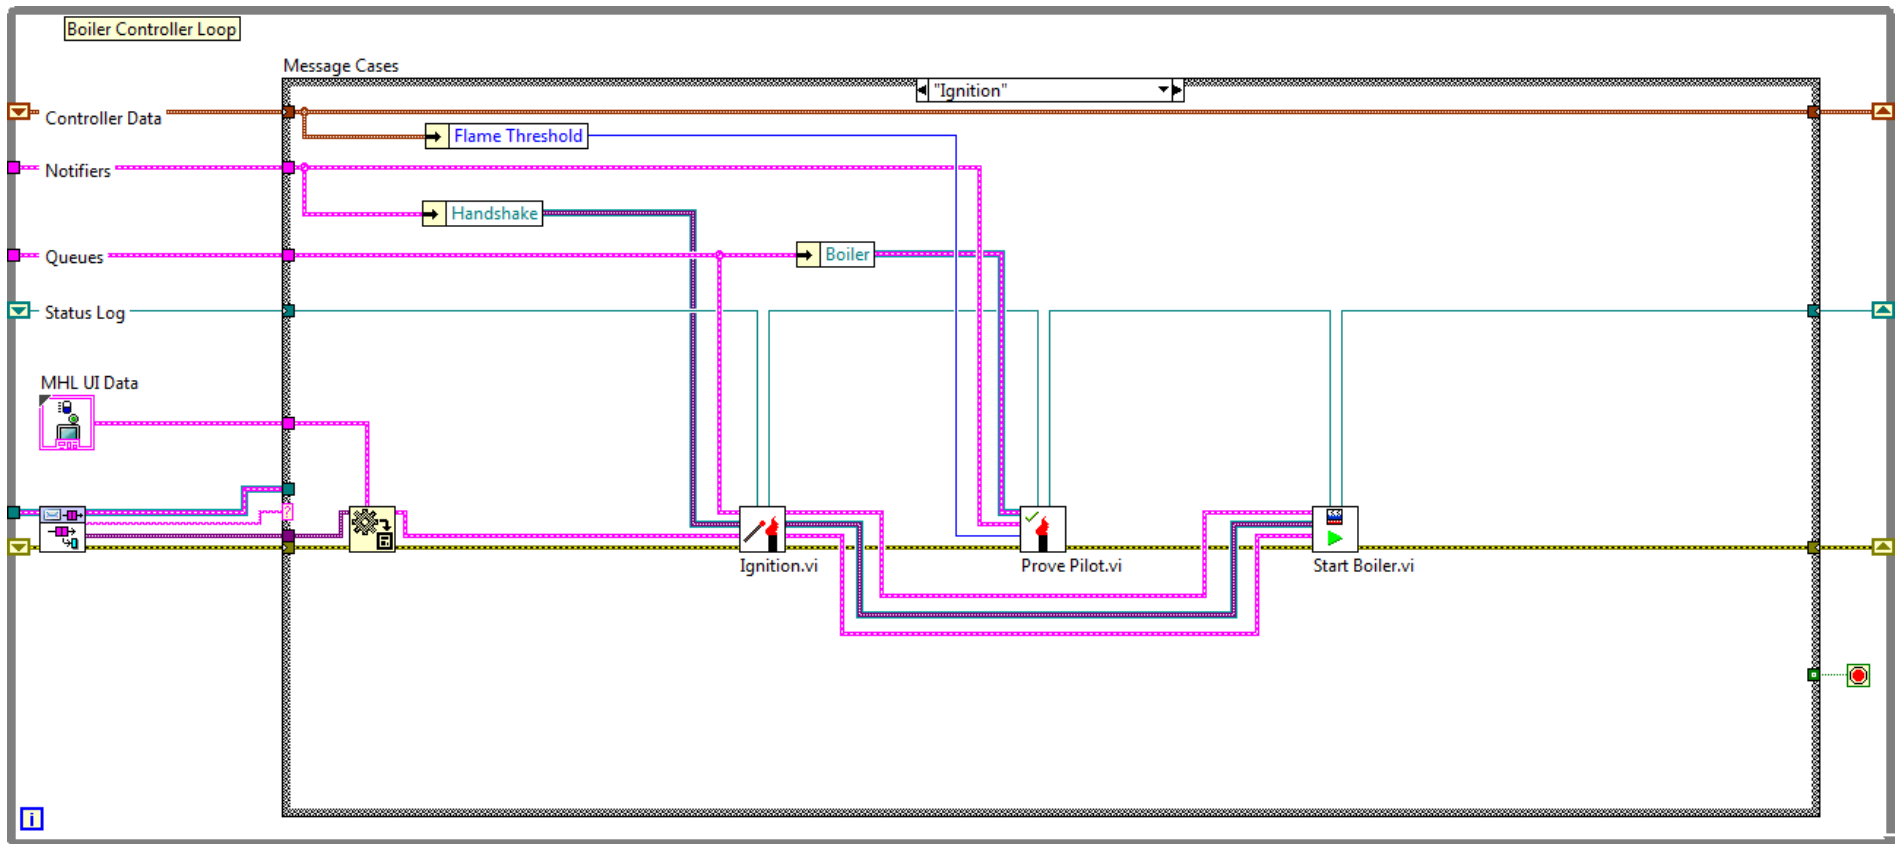 Boiler Controller Loop
Message Cases
"Ignition"
Controller Data
Flame Threshold
Notifiers
Handshake
Queues
Boiler
Status Log
MHL UI Data
?
Ignition.vi
Prove Pilot.vi
Start Boiler.vi
i